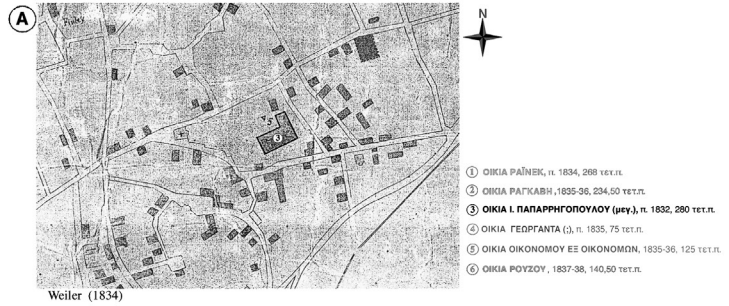 A
Finlay
N
3
① ΟΙΚΙΑ ΡΑΪΝΕΚ, π. 1834, 268 τετ.π.
② ΟΙΚΙΑ ΡΑΓΚΑΒΗ ,1835-36, 234,50 τετ.π.
③ ΟΙΚΙΑ Ι. ΠΑΠΑΡΡΗΓΟΠΟΥΛΟΥ (μεγ.), π. 1832, 280 τετ.π.
④ ΟΙΚΙΑ ΓΕΩΡΓΑΝΤΑ (;), π. 1835, 75 τετ.π.
⑤ ΟΙΚΙΑ ΟΙΚΟΝΟΜΟΥ ΕΞ ΟΙΚΟΝΟΜΩΝ, 1835-36, 125 τετ.π.
⑥ ΟΙΚΙΑ ΡΟΥΖΟΥ , 1837-38, 140,50 τετ.π.
Weiler (1834)